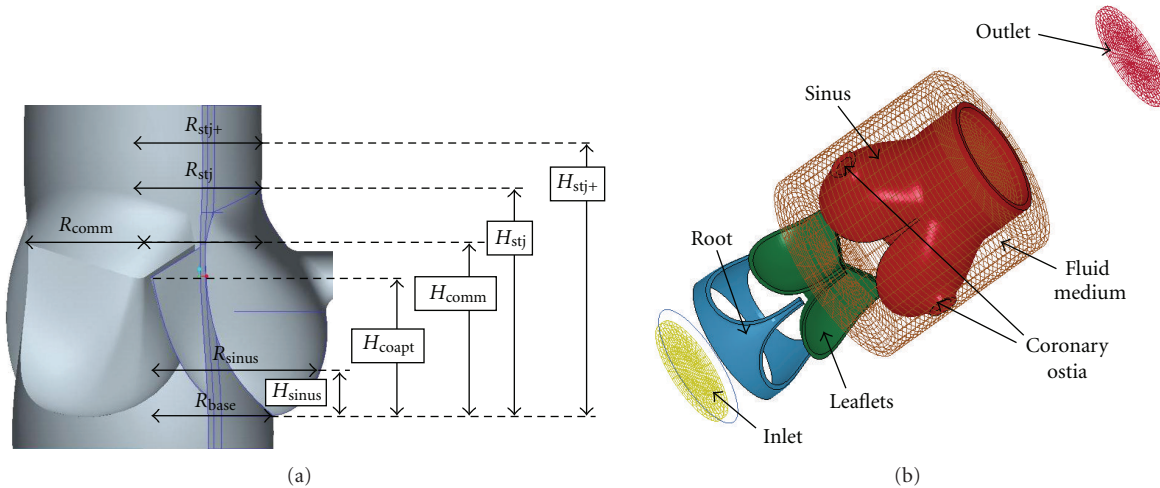 R_stj+
R_stj
R_comm
R_sinus
R_base
H_stj+
H_stj
H_comm
H_coapt
H_sinus
(a)
Outlet
Sinus
Root
Fluid
medium
Coronary
ostia
Leaflets
Inlet
(b)